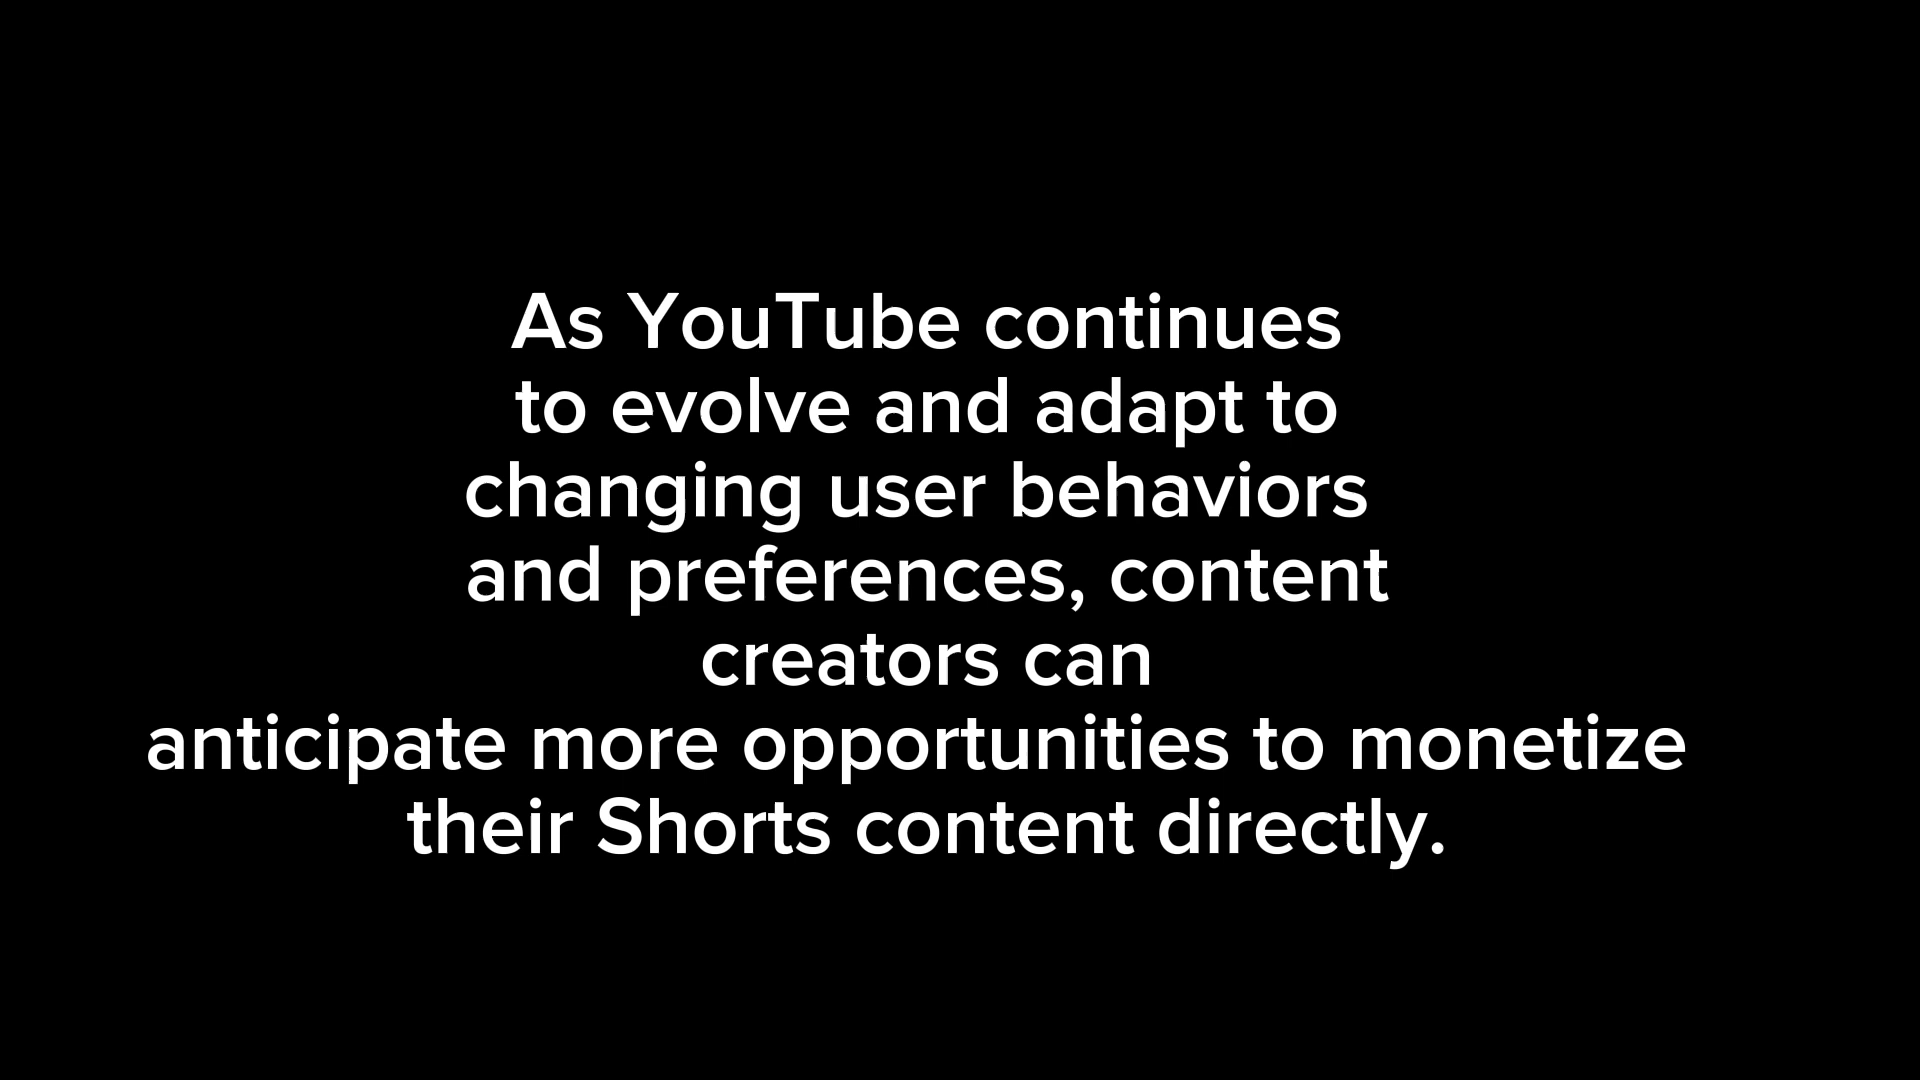 As YouTube continues
to evolve and adapt to
changing user behaviors
and preferences, content
creators can
anticipate more opportunities to monetize
their Shorts content directly.